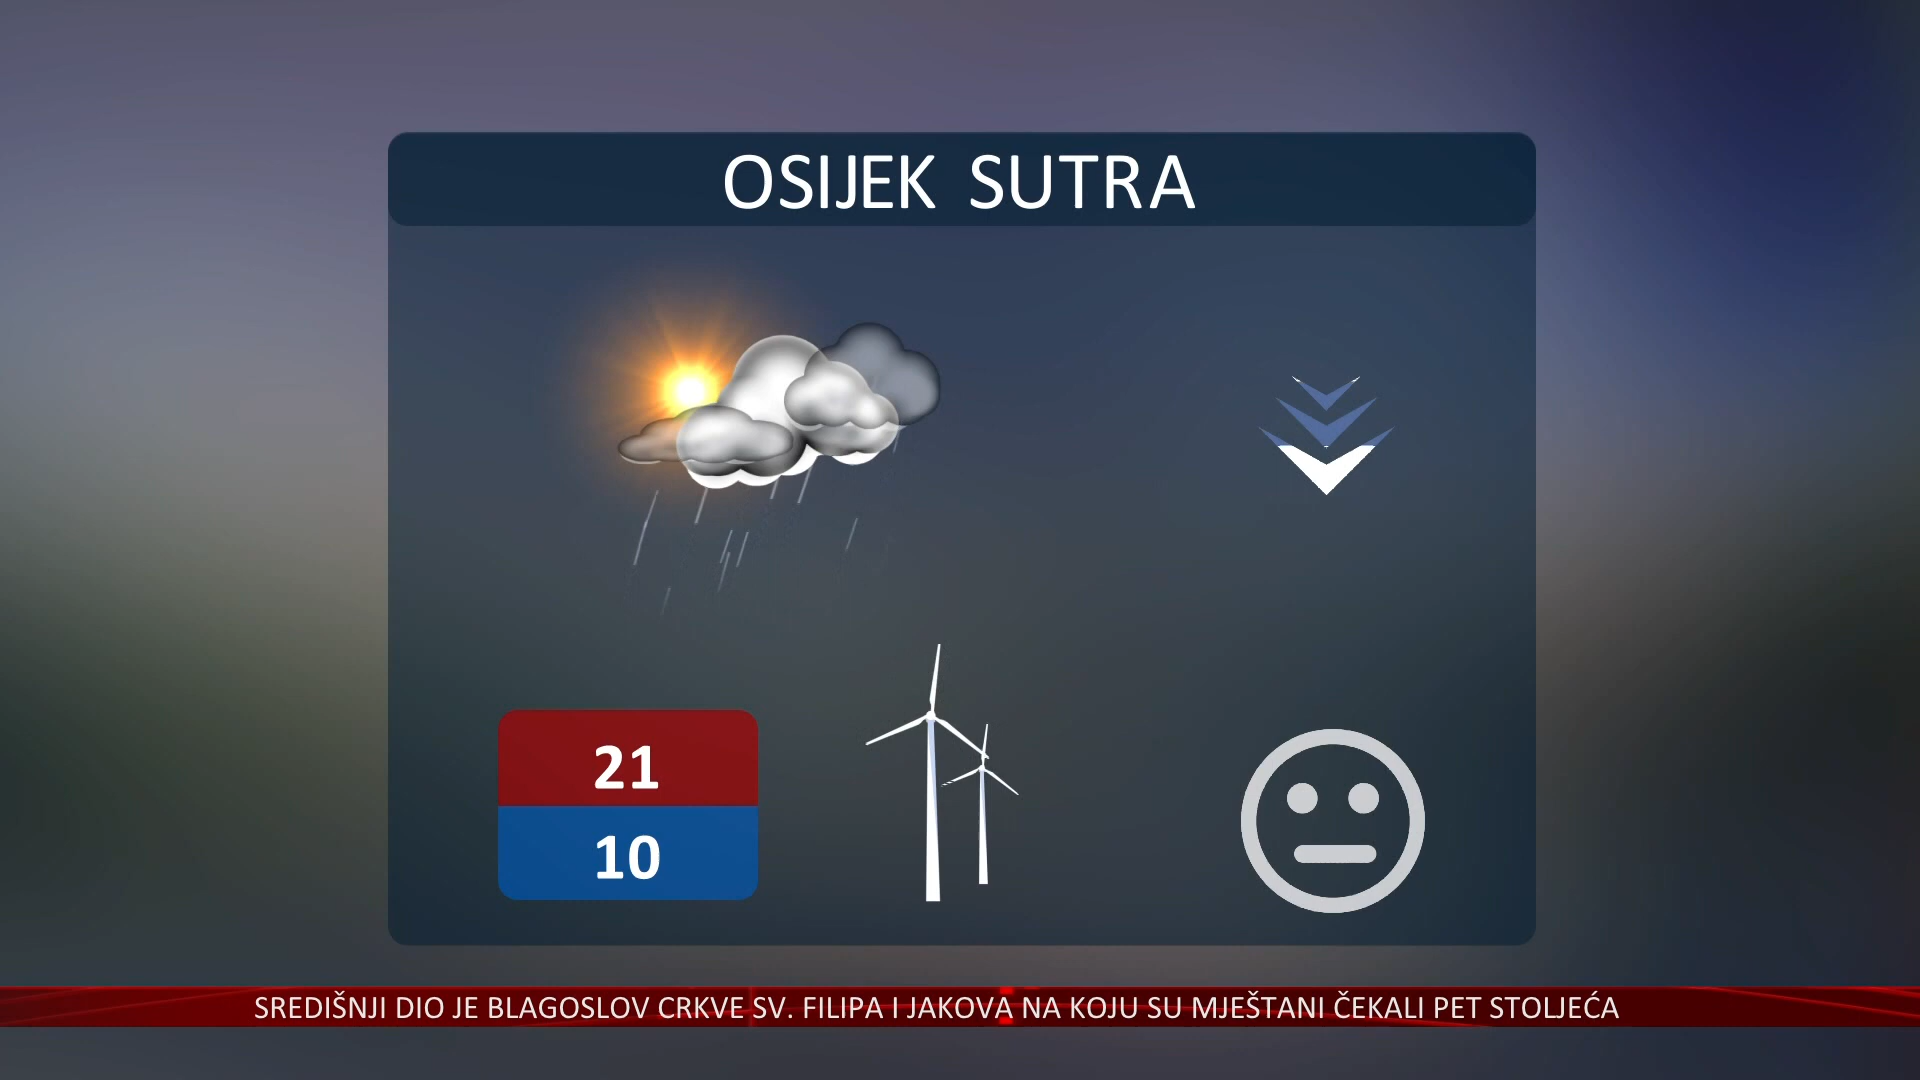 OSIJEK SUTRA
21
10
SREDIŠNJI DIO JE BLAGOSLOV CRKVE SV. FILIPA I JAKOVA NA KOJU SU MJEŠTANI ČEKALI PET STOLJEĆA